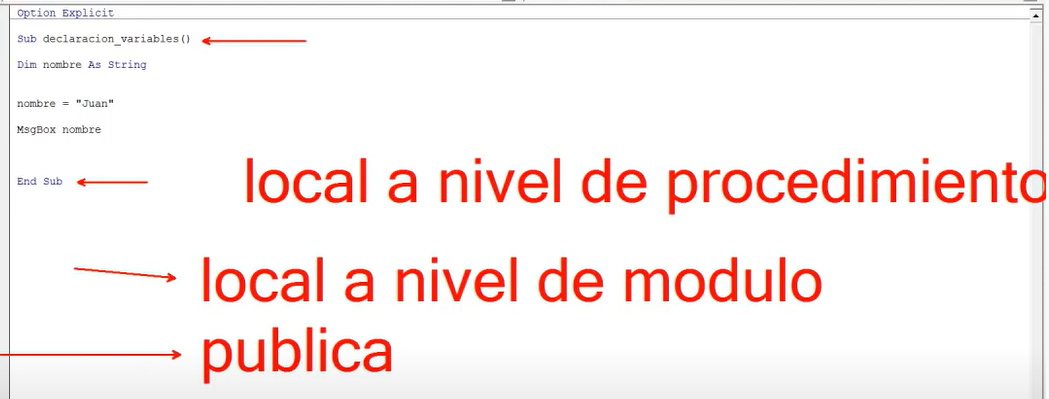 Option Explicit
Sub declaracion_variables()
Dim nombre As String
nombre = "Juan"
MsgBox nombre
End Sub
local a nivel de procedimiento
local a nivel de modulo
publica